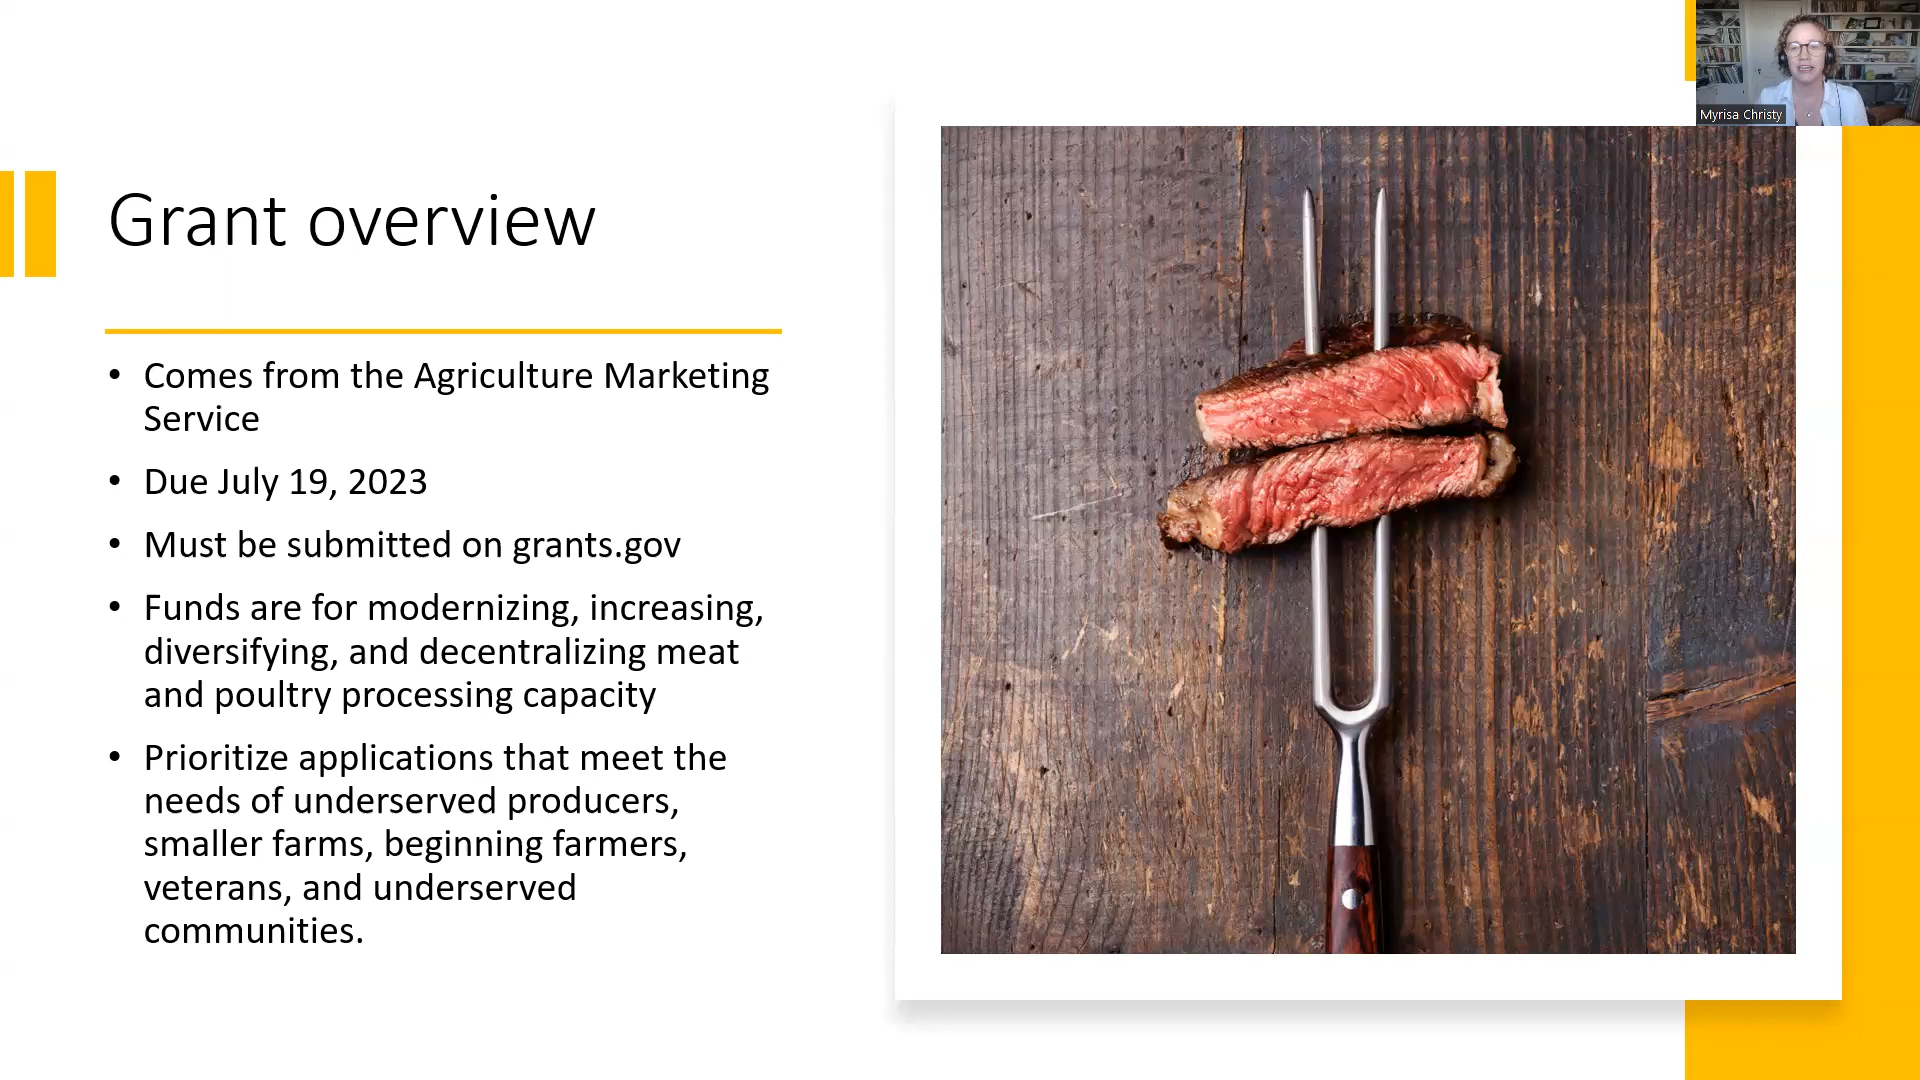 Myrisa Christy
Grant overview
• Comes from the Agriculture Marketing
Service
• Due July 19, 2023
• Must be submitted on grants.gov
• Funds are for modernizing, increasing,
diversifying, and decentralizing meat
and poultry processing capacity
• Prioritize applications that meet the
needs of underserved producers,
smaller farms, beginning farmers,
veterans, and underserved
communities.